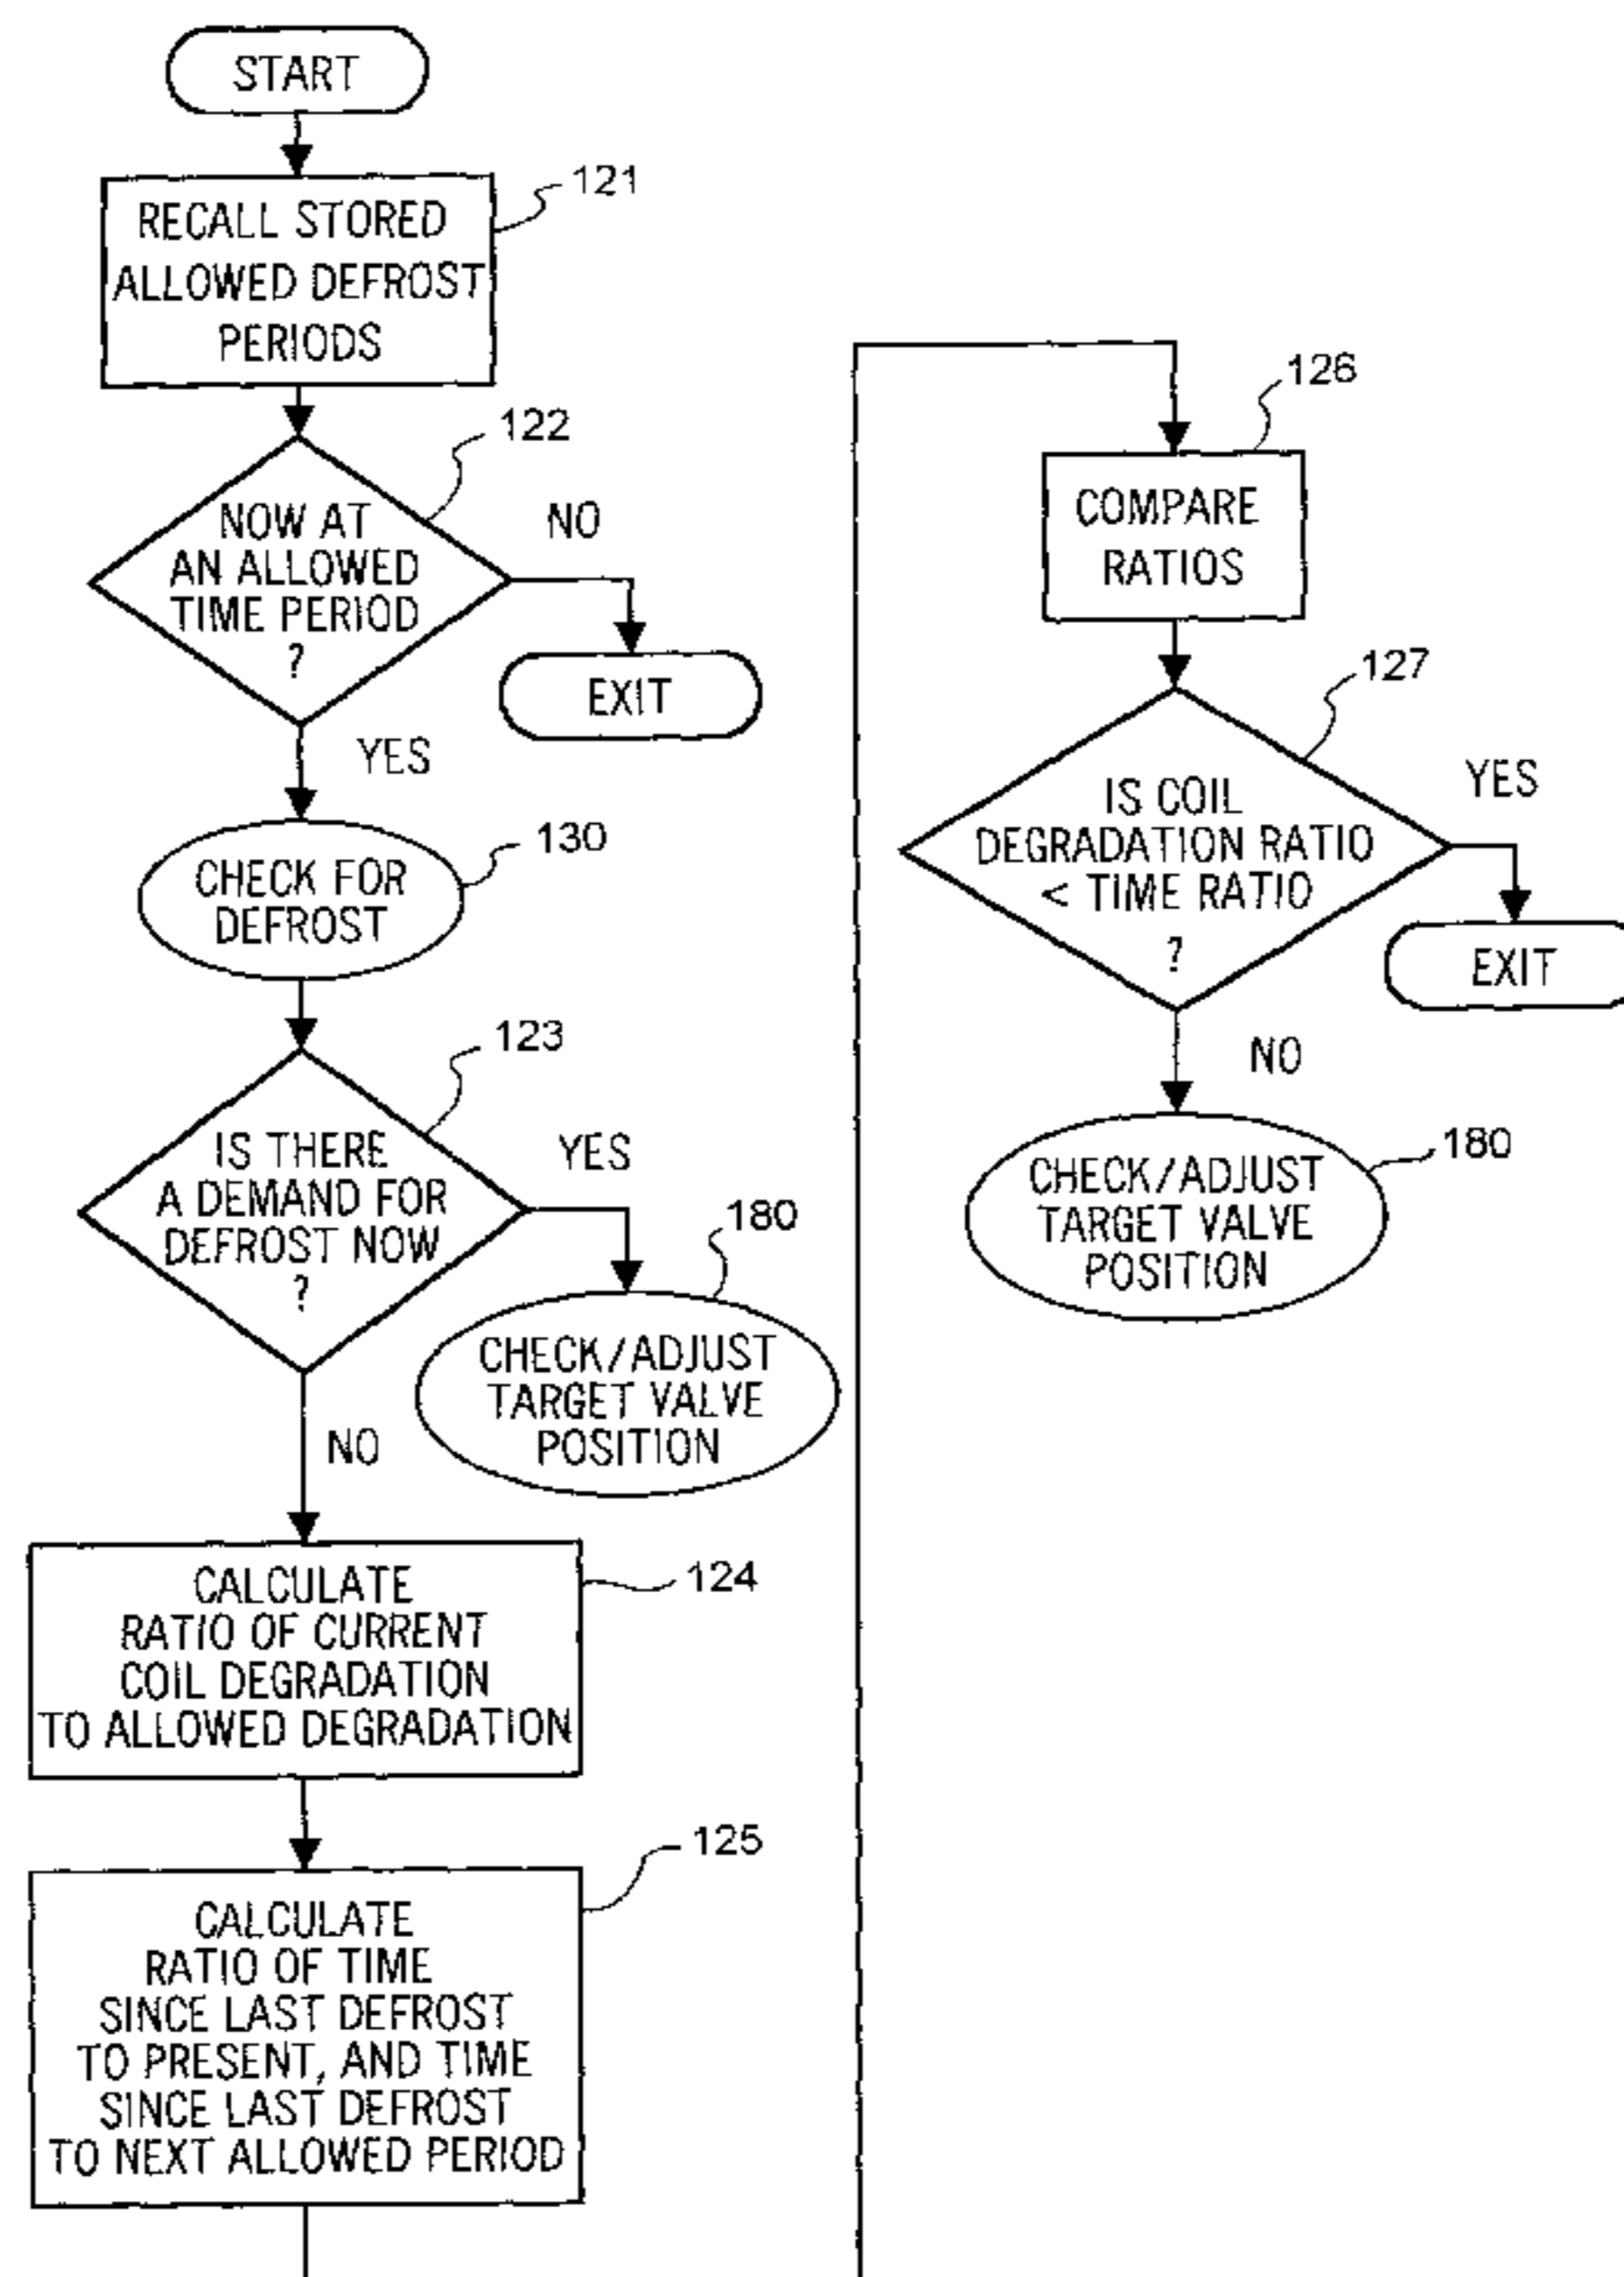 START
121
RECALL STORED
ALLOWED DEFROST
PERIODS
122
NOW AT
AN ALLOWED
TIME PERIOD
?
NO
EXIT
YES
130
CHECK FOR
DEFROST
123
IS THERE
A DEMAND FOR
DEFROST NOW
?
YES
180
CHECK/ADJUST
TARGET VALVE
POSITION
NO
124
CALCULATE
RATIO OF CURRENT
COIL DEGRADATION
TO ALLOWED DEGRADATION
125
CALCULATE
RATIO OF TIME
SINCE LAST DEFROST
TO PRESENT, AND TIME
SINCE LAST DEFROST
TO NEXT ALLOWED PERIOD
126
COMPARE
RATIOS
127
IS COIL
DEGRADATION RATIO
< TIME RATIO
?
YES
EXIT
NO
180
CHECK/ADJUST
TARGET VALVE
POSITION